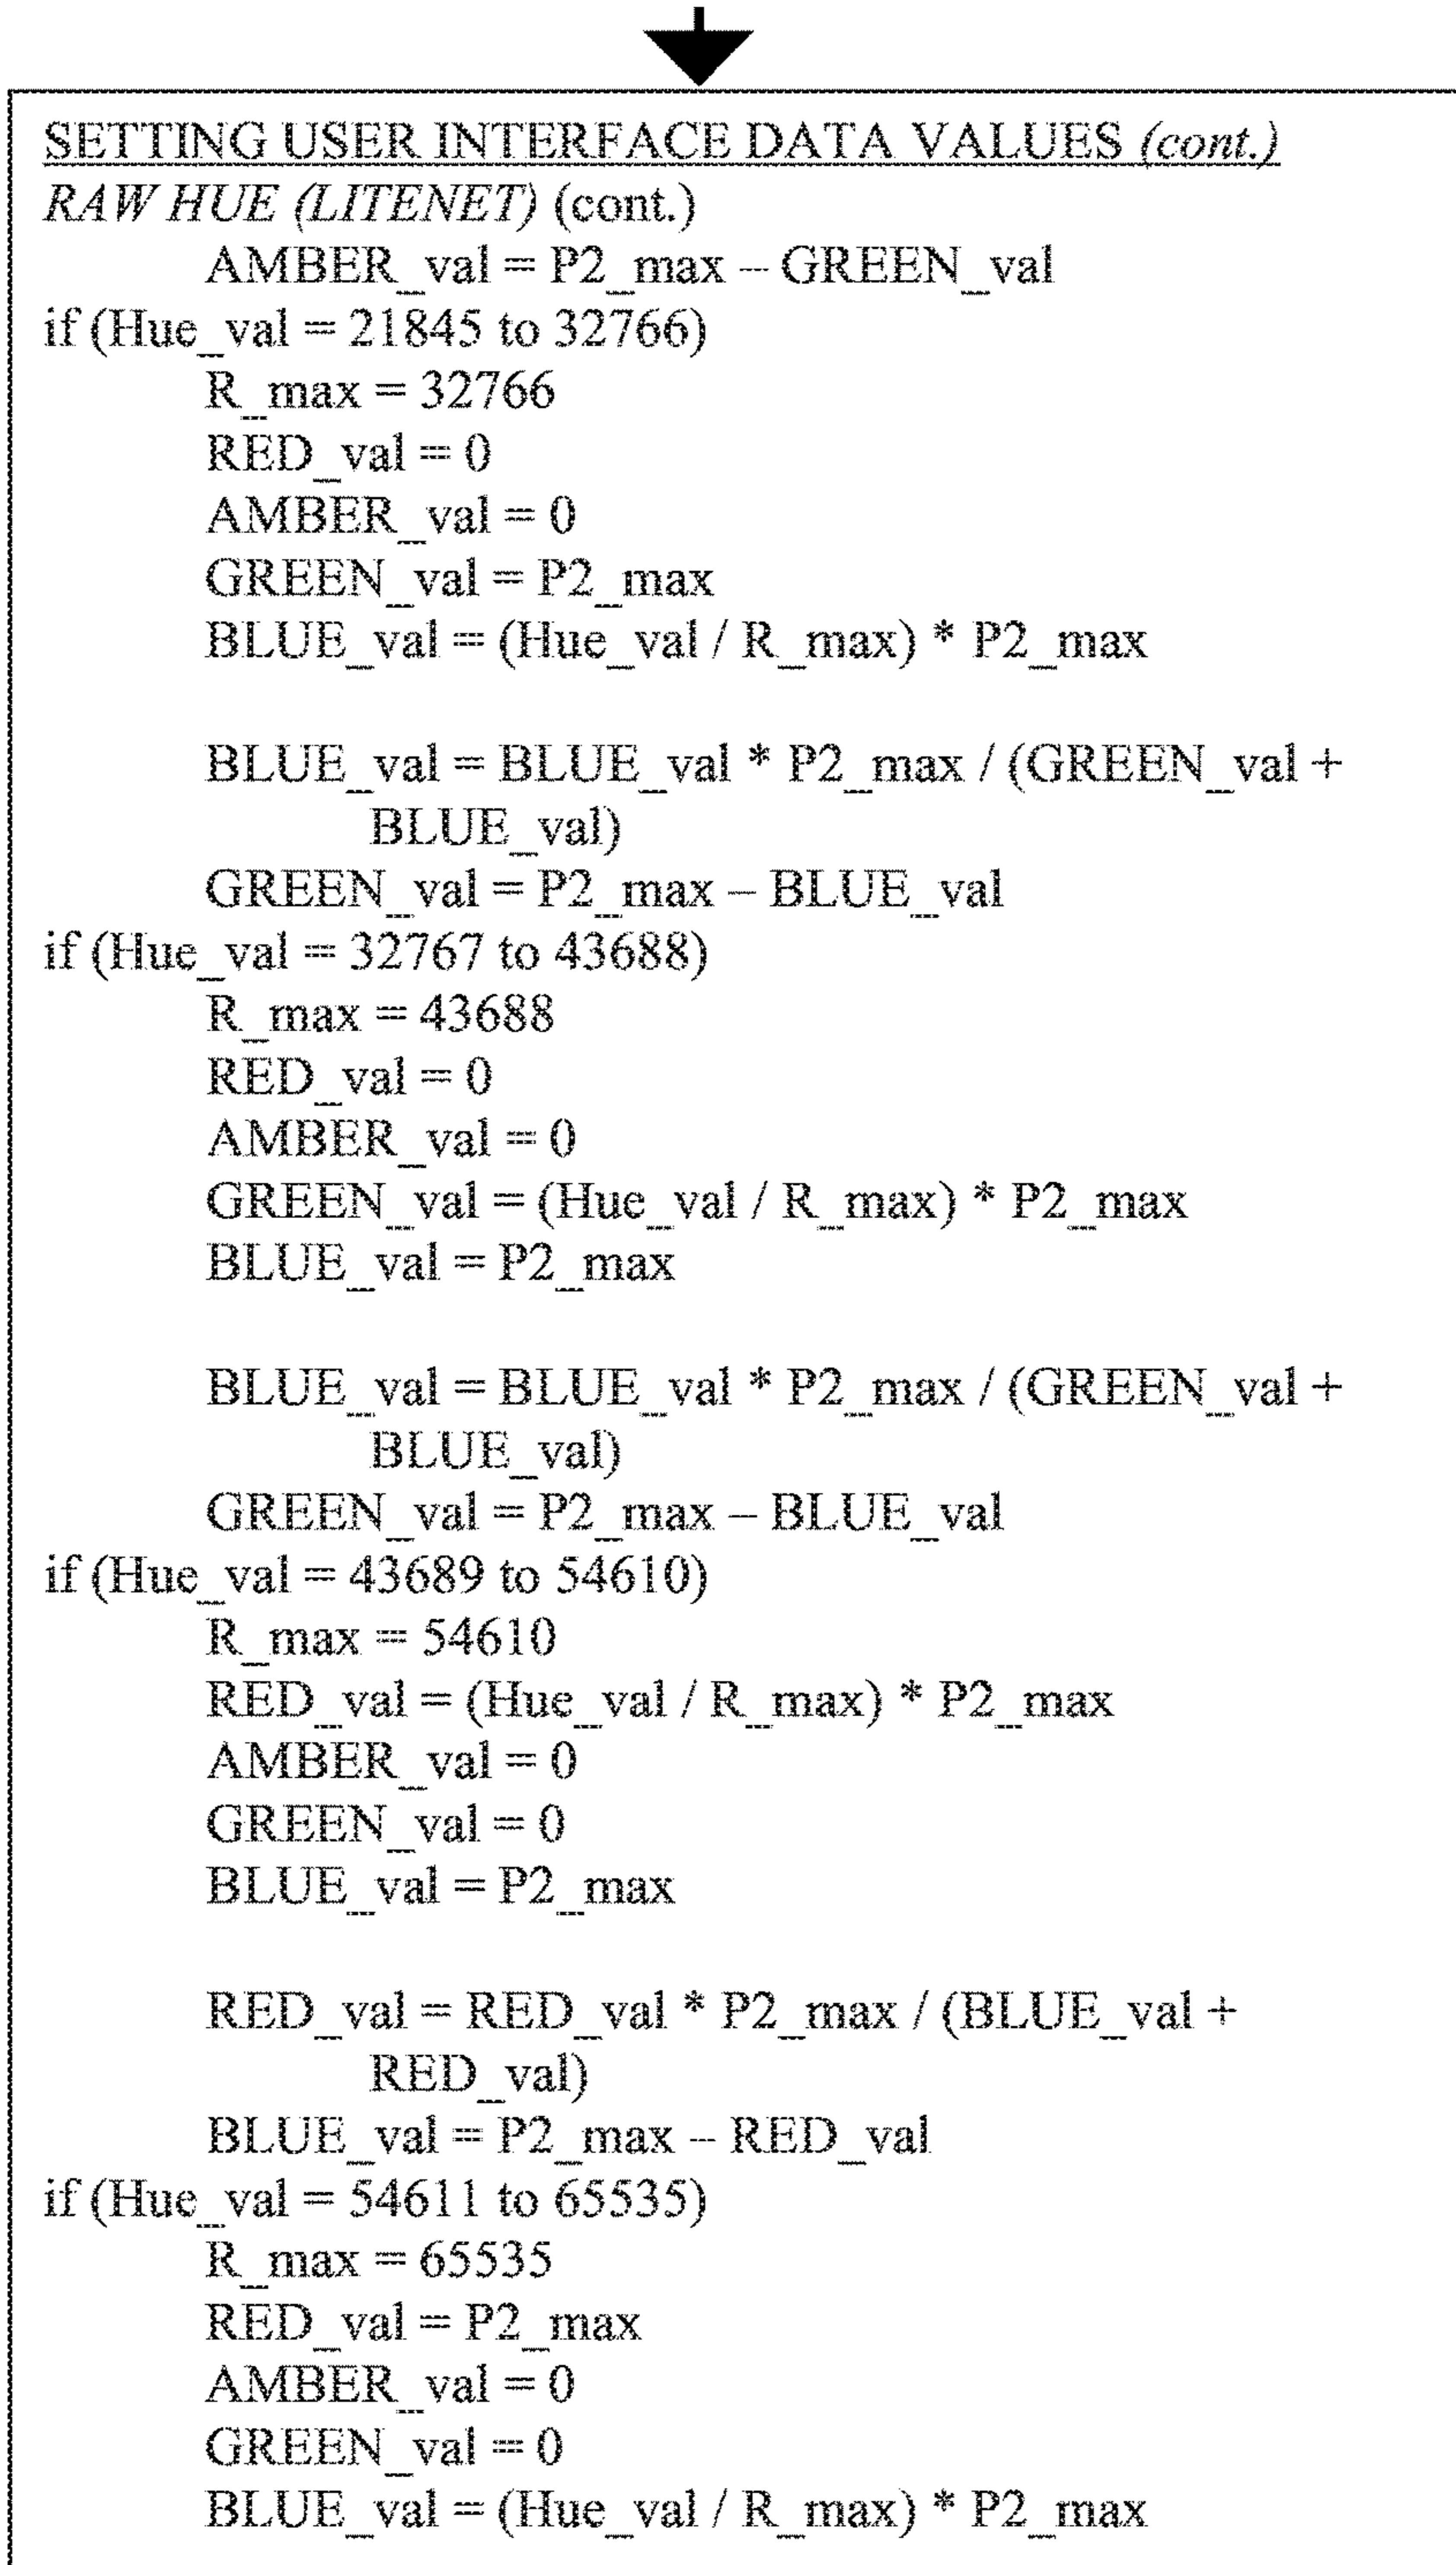 SETTING USER INTERFACE DATA VALUES (cont.)
RAW HUE (LITENET) (cont.)
AMBER_val = P2_max – GREEN_val
if (Hue_val = 21845 to 32766)
R_max = 32766
RED_val = 0
AMBER_val = 0
GREEN_val = P2_max
BLUE_val = (Hue_val / R_max) * P2_max
BLUE_val = BLUE_val * P2_max / (GREEN_val +
BLUE_val)
GREEN_val = P2_max – BLUE_val
if (Hue_val = 32767 to 43688)
R_max = 43688
RED_val = 0
AMBER_val = 0
GREEN_val = (Hue_val / R_max) * P2_max
BLUE_val = P2_max
BLUE_val = BLUE_val * P2_max / (GREEN_val +
BLUE_val)
GREEN_val = P2_max – BLUE_val
if (Hue_val = 43689 to 54610)
R_max = 54610
RED_val = (Hue_val / R_max) * P2_max
AMBER_val = 0
GREEN_val = 0
BLUE_val = P2_max
RED_val = RED_val * P2_max / (BLUE_val +
RED_val)
BLUE_val = P2_max – RED_val
if (Hue_val = 54611 to 65535)
R_max = 65535
RED_val = P2_max
AMBER_val = 0
GREEN_val = 0
BLUE_val = (Hue_val / R_max) * P2_max